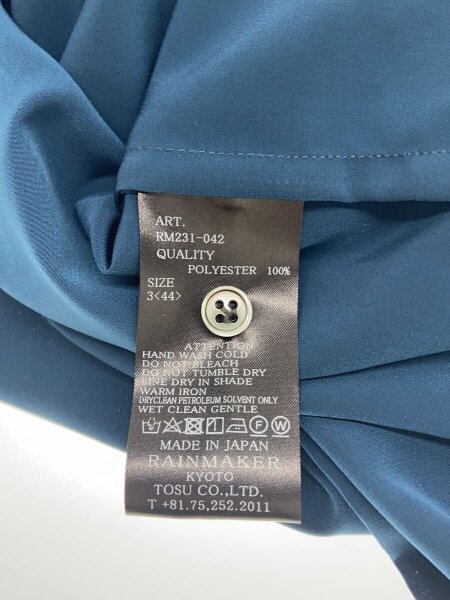 ART.
RM231-042
QUALITY
POLYESTER 100%
SIZE
3<44>
ATTENTION
HAND WASH COLD
DO NOT BLEACH
DO NOT TUMBLE DRY
LINE DRY IN SHADE
WARM IRON
DRYCLEAN PETROLEUM SOLVENT ONLY
WET CLEAN GENTLE
F W
MADE IN JAPAN
RAINMAKER
KYOTO
TOSU CO.,LTD.
T +81.75,252.2011